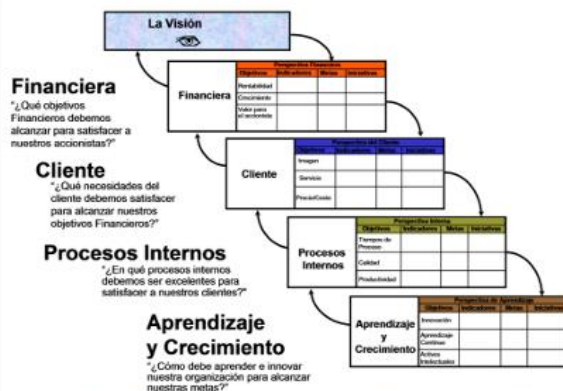 La Visión
Financiera
"¿Qué objetivos
Financieros debemos
alcanzar para satisfacer a
nuestros accionistas?"
Financiera
Perspectiva Financiera
Objetivos Indicadores Metas Iniciativas
Rentabilidad
Crecimiento
Valor para
el accionista
Cliente
"¿Qué necesidades del
cliente debemos satisfacer
para alcanzar nuestros
objetivos Financieros?"
Cliente
Perspectiva del Cliente
Objetivos Indicadores Metas Iniciativas
Imagen
Servicio
Precio/Costo
Procesos Internos
"¿En qué procesos internos
debemos ser excelentes para
satisfacer a nuestros clientes?"
Procesos
Internos
Perspectiva Interna
Objetivos Indicadores Metas Iniciativas
Tiempos de
Proceso
Calidad
Productividad
Aprendizaje
y Crecimiento
"¿Cómo debe aprender e innovar
nuestra organización para alcanzar
nuestras metas?"
Aprendizaje
y
Crecimiento
Perspectiva de Aprendizaje
Objetivos Indicadores Metas Iniciativas
Innovación
Aprendizaje
Continuo
Activos
Intelectuales